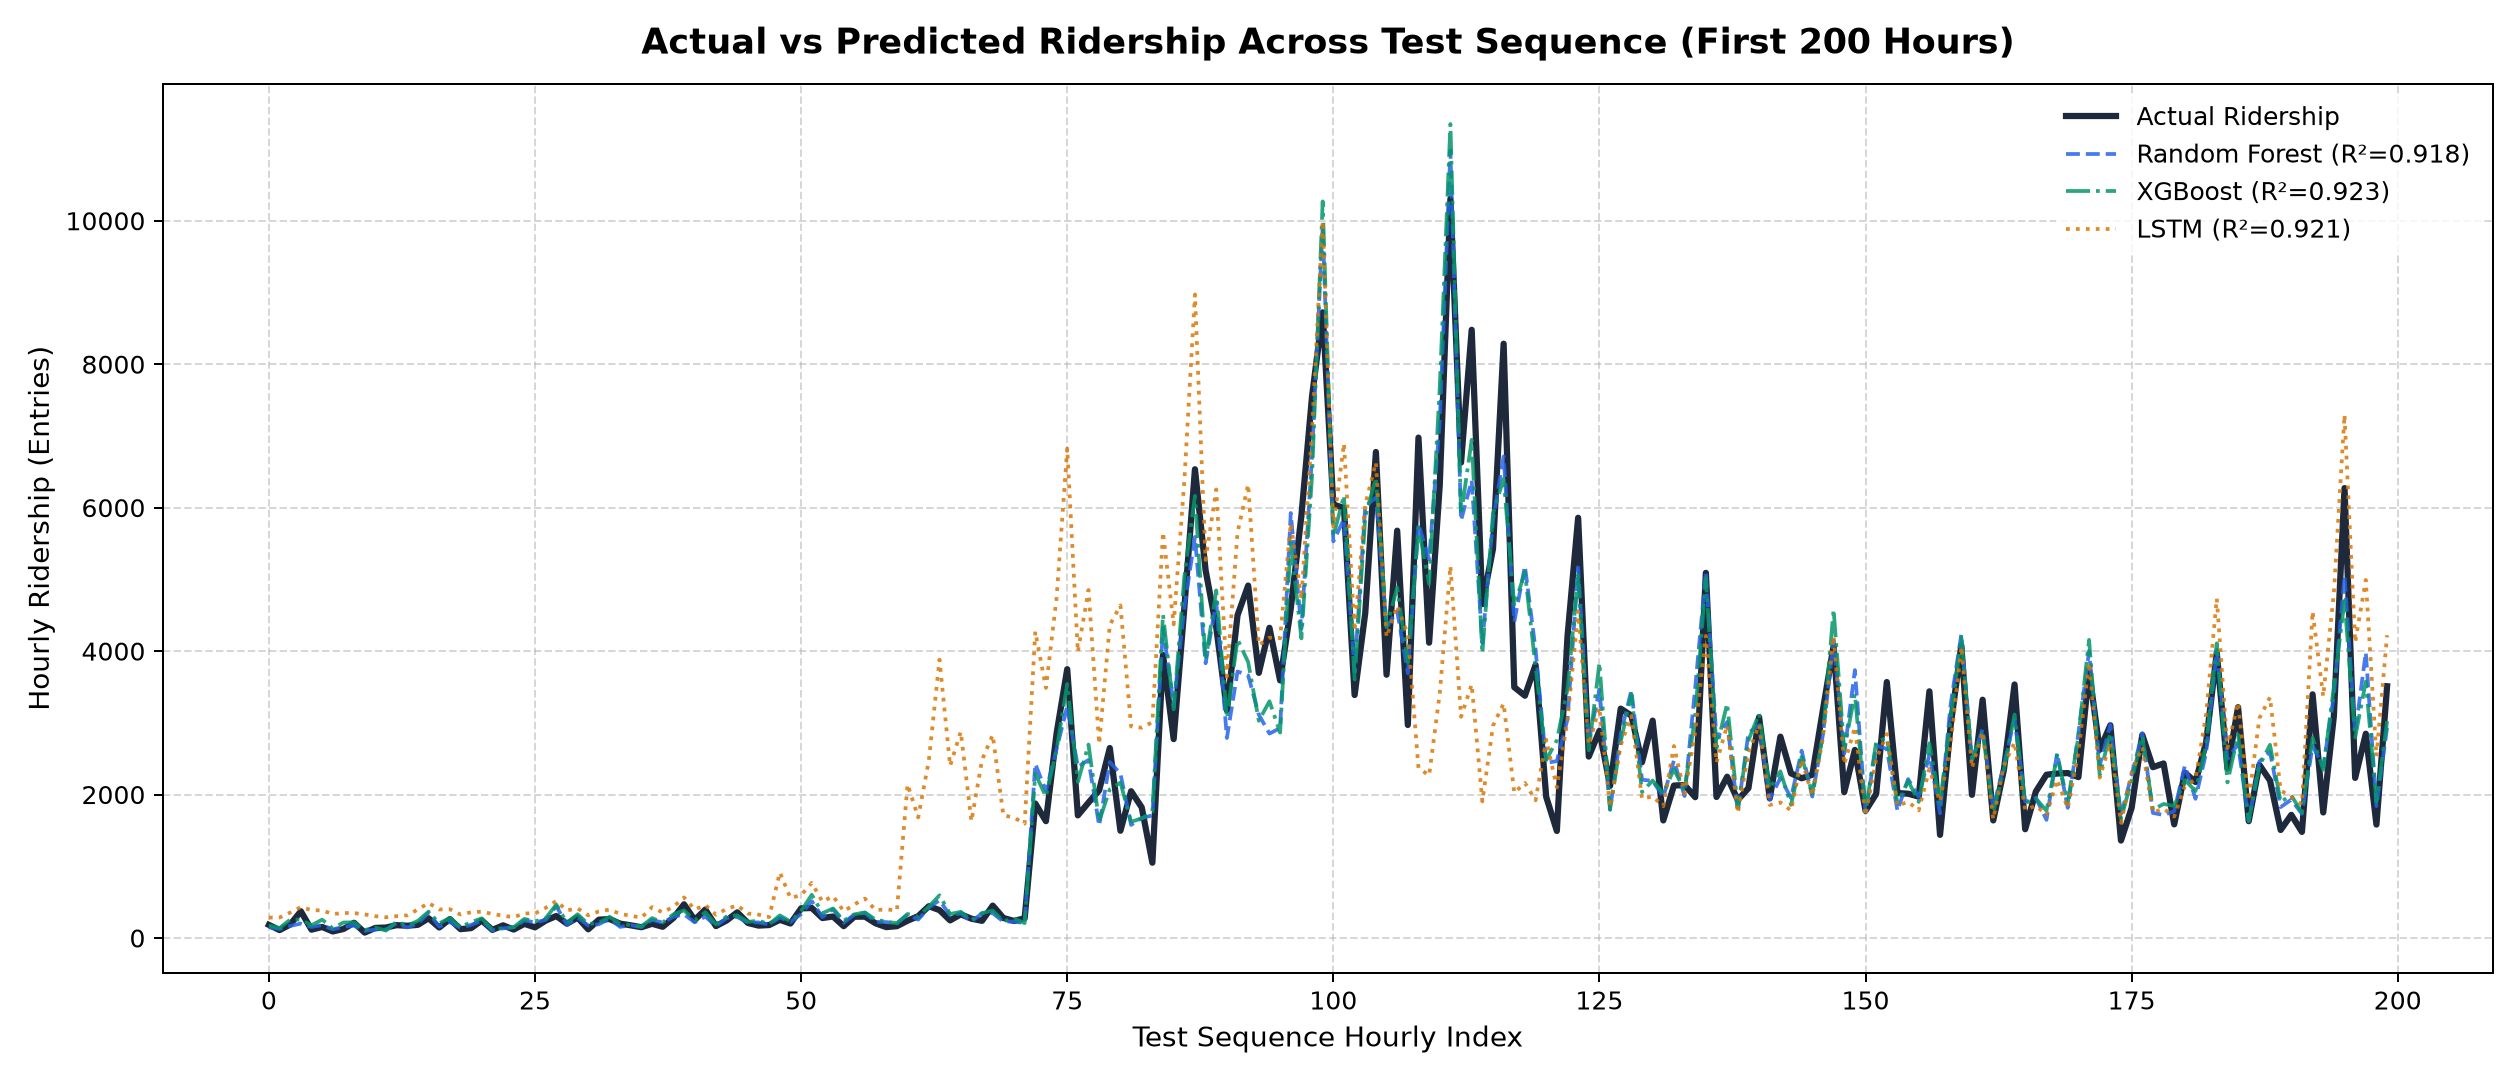 Actual vs Predicted Ridership Across Test Sequence (First 200 Hours)
Actual Ridership
Random Forest (R²=0.918)
XGBoost (R²=0.923)
LSTM (R²=0.921)
Hourly Ridership (Entries)
10000
8000
6000
4000
2000
0
0 25 50 75 100 125 150 175 200
Test Sequence Hourly Index